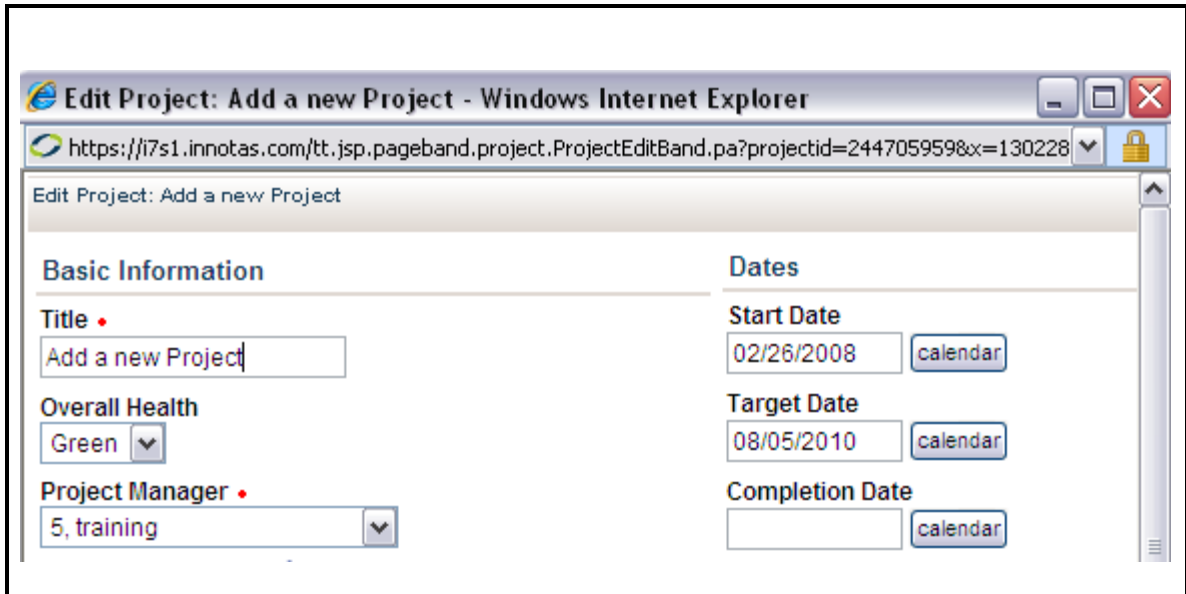 Edit Project: Add a new Project - Windows Internet Explorer
https://i7s1.innotas.com/tt.jsp.pageband.project.ProjectEditBand.pa?projectid=244705959&x=130228
Edit Project: Add a new Project
Basic Information
Title •
Add a new Project
Overall Health
Green
Project Manager •
5, training
Dates
Start Date
02/26/2008 calendar
Target Date
08/05/2010 calendar
Completion Date
calendar